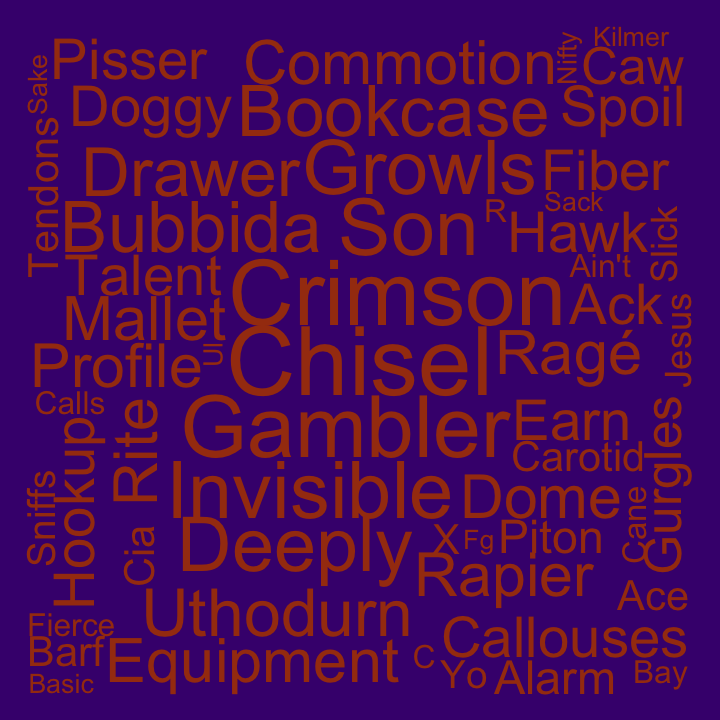 Pisser
Commotion
Nifty
Kilmer
Caw
Sake
Doggy
Bookcase
Spoil
Tendons
Drawer
Growls
Fiber
Sack
Bubbida
Son
R
Hawk
Slick
Talent
Crimson
Ain't
Ack
Mallet
Jesus
Profile
UI
Chisel
Ragé
Calls
Rite
Gambler
Earn
Hookup
Carotid
Gurgles
Sniffs
Invisible
Dome
Cane
Cia
Deeply
X
Fg
Rapier
Ace
Fierce
Uthodurn
Callouses
Barf
Equipment
C
Yo
Alarm
Bay
Basic